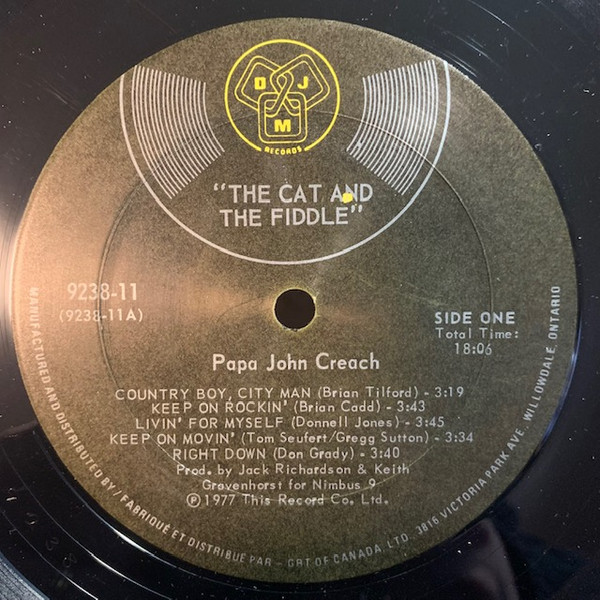 D J
M
RECORDS
"THE CAT AND
THE FIDDLE"
9238-11
(9238-11A)
SIDE ONE
Total Time:
18:06
Papa John Creach
COUNTRY BOY, CITY MAN (Brian Tilford) - 3:19
KEEP ON ROCKIN' (Brian Cadd) - 3:43
LIVIN' FOR MYSELF (Donnell Jones) - 3:45
KEEP ON MOVIN' (Tom Seufert/Gregg Sutton) - 3:34
RIGHT DOWN (Don Grady) - 3:40
Prod. by Jack Richardson & Keith
Gravenhorst for Nimbus 9
Ⓟ1977 This Record Co. Ltd.
MANUFACTURED AND DISTRIBUTED BY / FABRIQUÉ ET DISTRIBUÉ PAR - GRT OF CANADA, LTD. 3816 VICTORIA PARK AVE. WILLOWDALE, ONTARIO